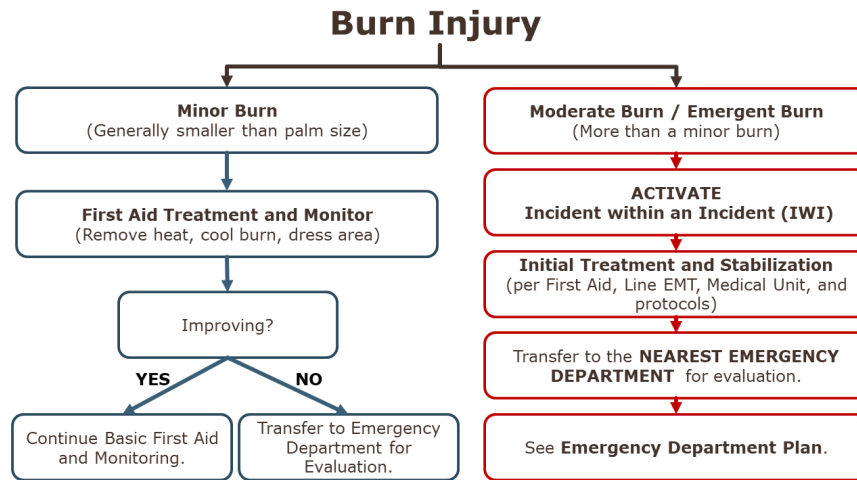 Burn Injury
Minor Burn
(Generally smaller than palm size)
First Aid Treatment and Monitor
(Remove heat, cool burn, dress area)
Improving?
YES
NO
Continue Basic First Aid
and Monitoring.
Transfer to Emergency
Department for
Evaluation.
Moderate Burn / Emergent Burn
(More than a minor burn)
ACTIVATE
Incident within an Incident (IWI)
Initial Treatment and Stabilization
(per First Aid, Line EMT, Medical Unit, and
protocols)
Transfer to the NEAREST EMERGENCY
DEPARTMENT for evaluation.
See Emergency Department Plan.